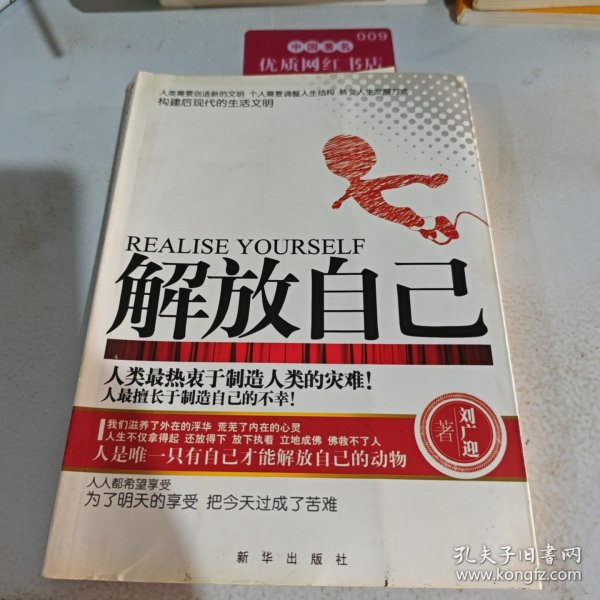 009
中国著名
优质网红书店
人类需要创造新的文明 个人需要调整人生结构 转变人生发展方式
构建后现代的生活文明
REALISE YOURSELF
解放自己
人类最热衷于制造人类的灾难！
人最擅长于制造自己的不幸！
我们滋养了外在的浮华 荒芜了内在的心灵
人生不仅拿得起 还放得下 放下执着 立地成佛 佛救不了人
人是唯一只有自己才能解放自己的动物
刘广迎
著
人人都希望享受
为了明天的享受 把今天过成了苦难
新华出版社
孔夫子旧书网
www.kongfz.com